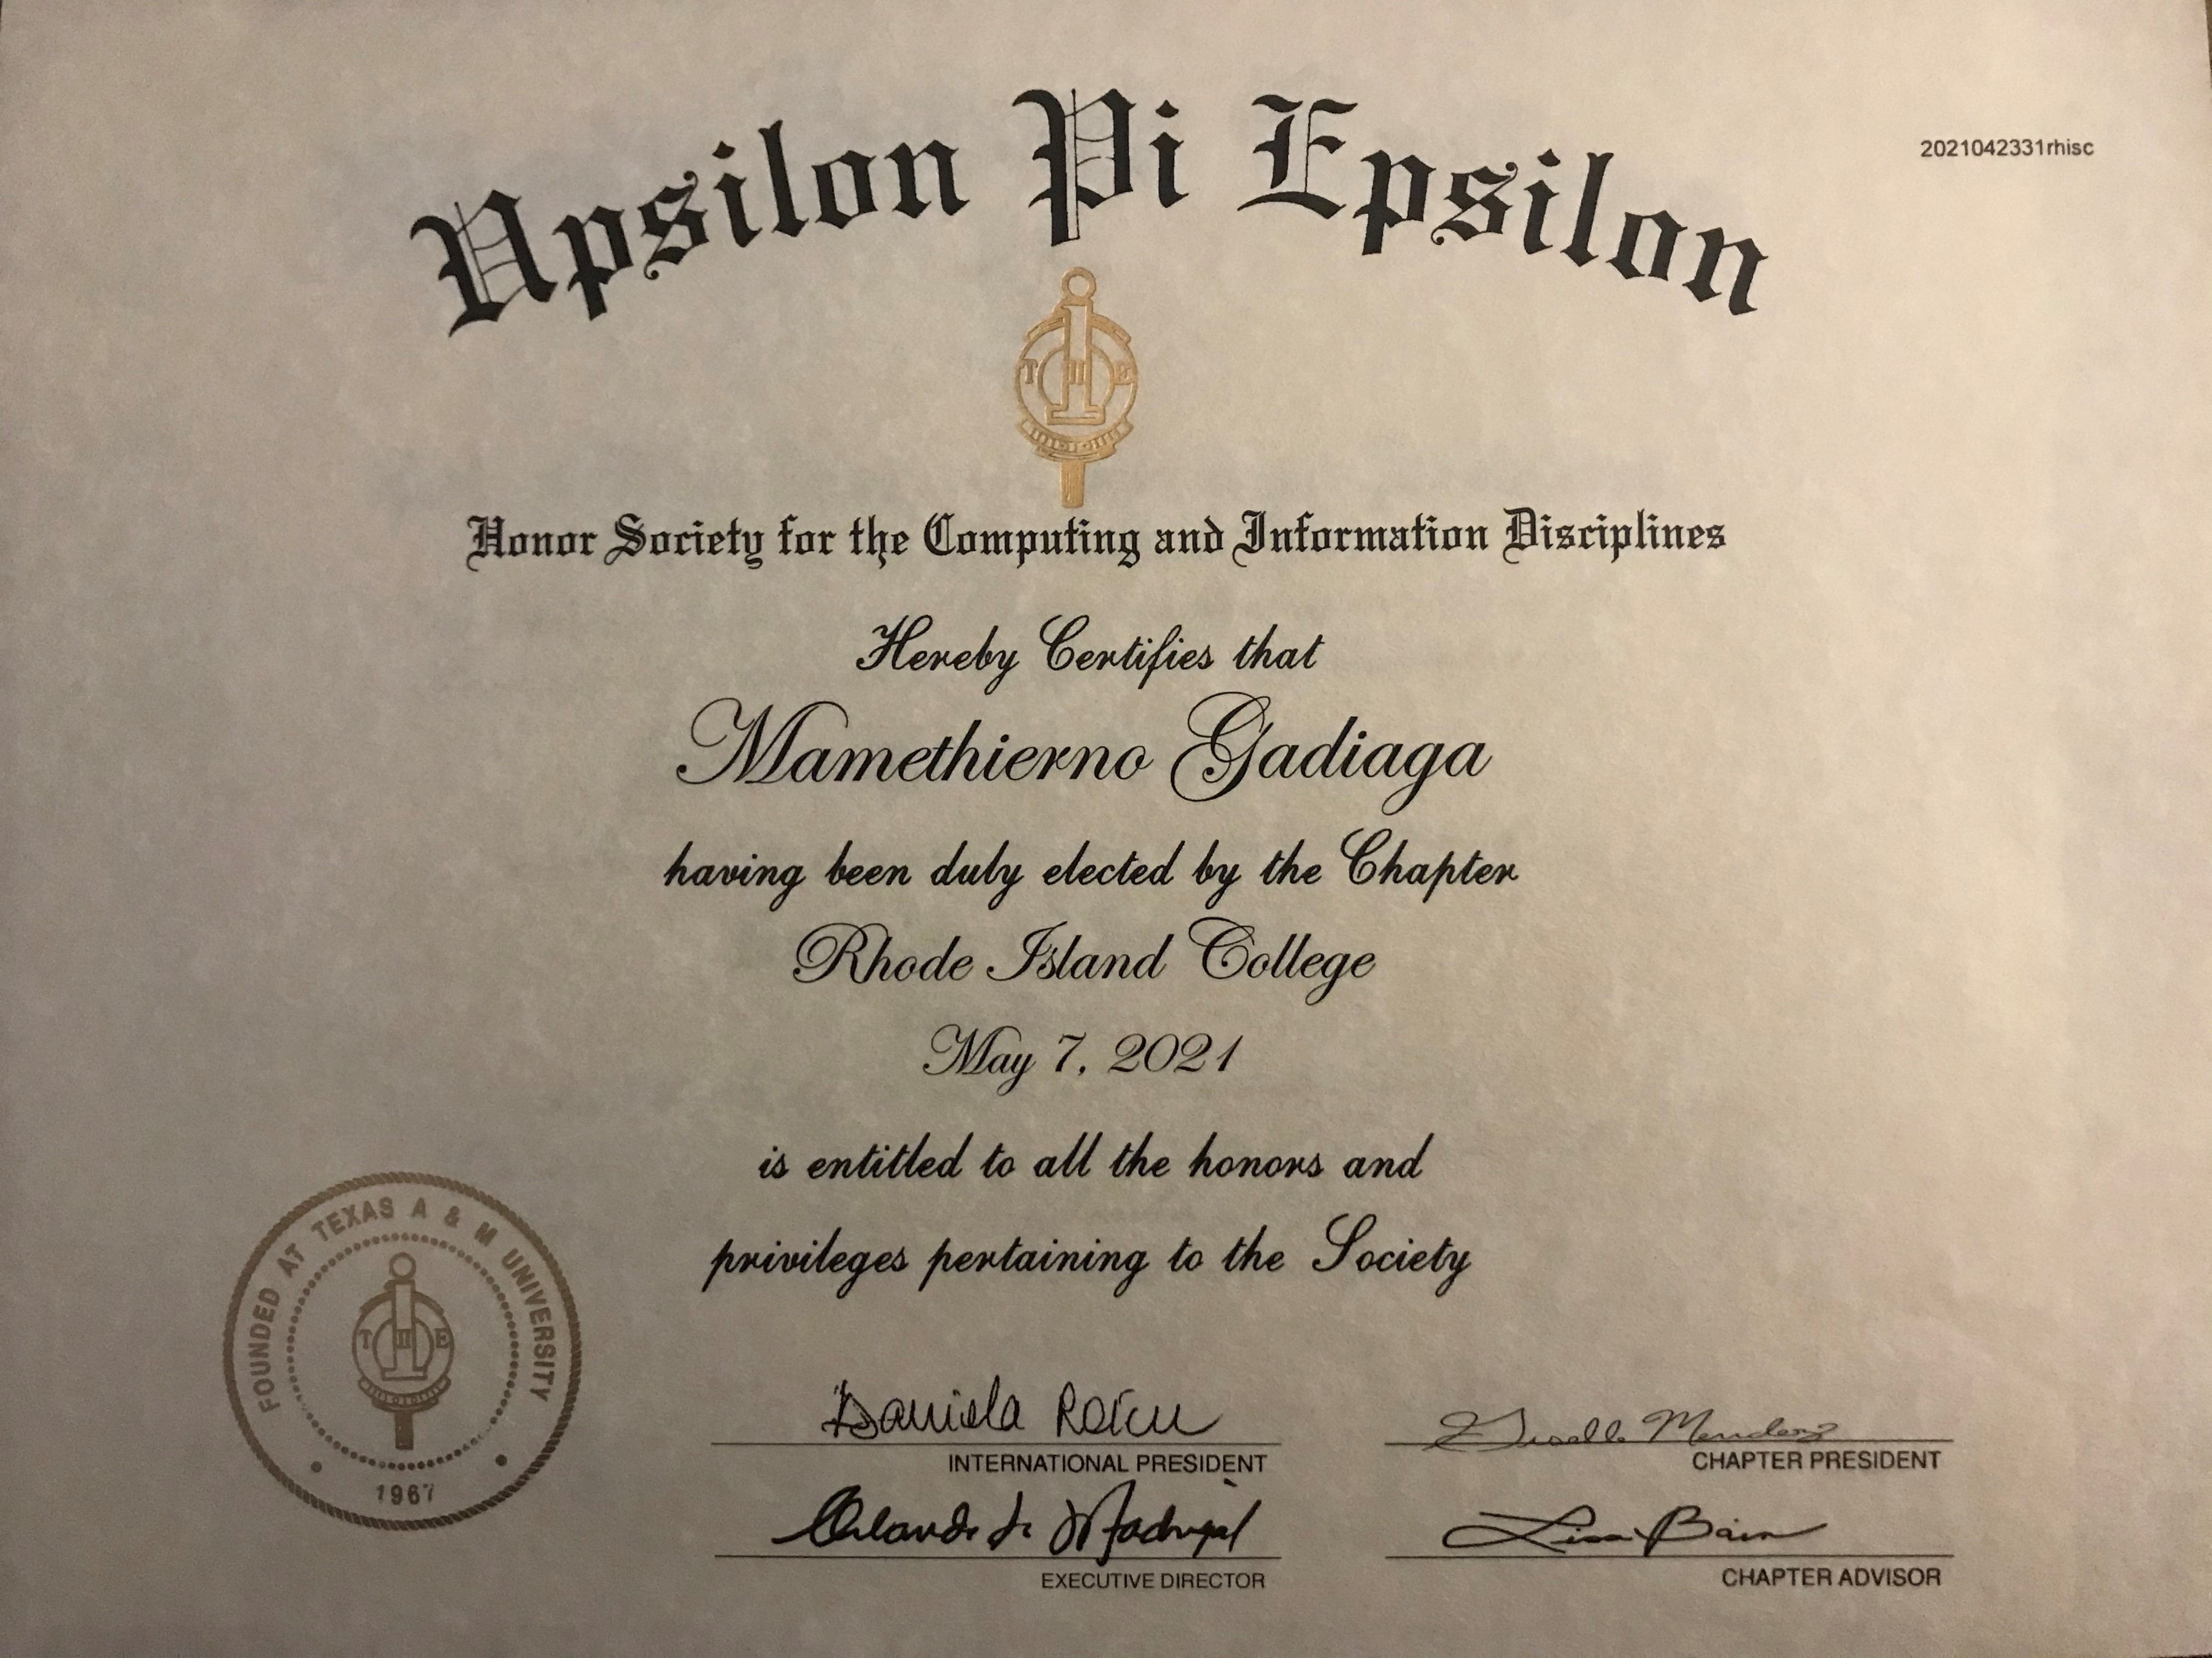 Upsilon Pi Epsilon
2021042331rhisc
Honor Society for the Computing and Information Disciplines
Hereby Certifies that
Mamethierno Gadiaga
having been duly elected by the Chapter
Rhode Island College
May 7, 2021
is entitled to all the honors and
privileges pertaining to the Society
FOUNDED AT TEXAS A & M UNIVERSITY
1967
Daniela Raicu
INTERNATIONAL PRESIDENT
Giselle Mendez
CHAPTER PRESIDENT
Orlando S. Madrigal
EXECUTIVE DIRECTOR
Lisa Bain
CHAPTER ADVISOR